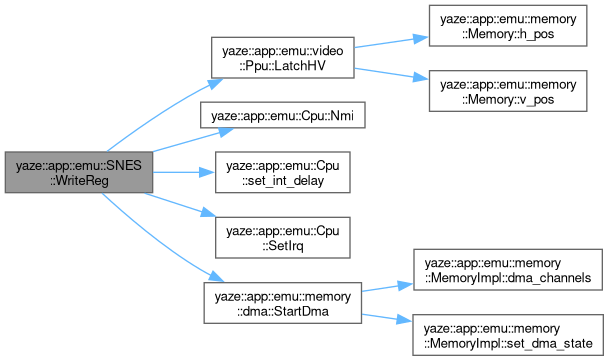 yaze::app::emu::SNES
::WriteReg
yaze::app::emu::video
::Ppu::LatchHV
yaze::app::emu::memory
::Memory::h_pos
yaze::app::emu::memory
::Memory::v_pos
yaze::app::emu::Cpu::Nmi
yaze::app::emu::Cpu
::set_int_delay
yaze::app::emu::Cpu
::SetIrq
yaze::app::emu::memory
::dma::StartDma
yaze::app::emu::memory
::MemoryImpl::dma_channels
yaze::app::emu::memory
::MemoryImpl::set_dma_state